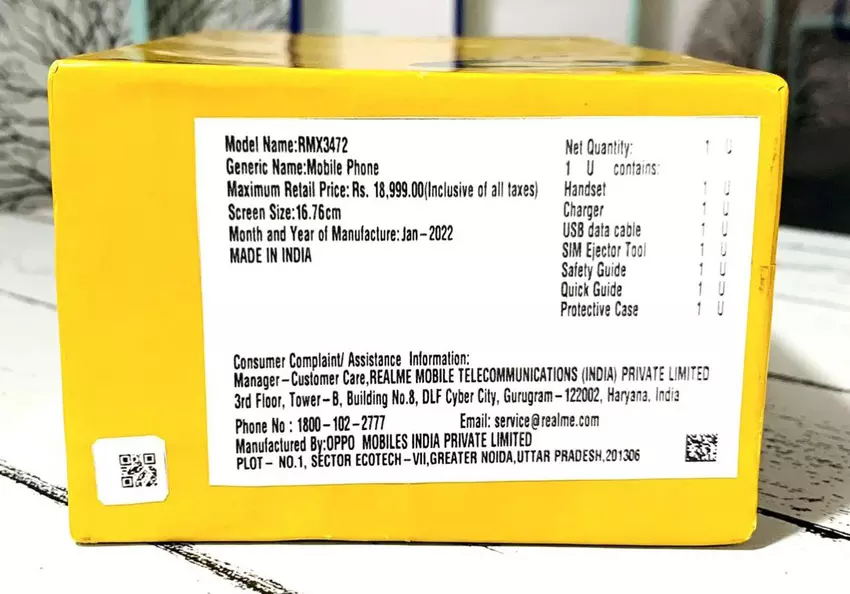 Model Name:RMX3472
Generic Name:Mobile Phone
Maximum Retail Price: Rs. 18,999.00(Inclusive of all taxes)
Screen Size:16.76cm
Month and Year of Manufacture:Jan-2022
MADE IN INDIA
Net Quantity: 1 U
1 U contains:
Handset 1 U
Charger 1 U
USB data cable 1 U
SIM Ejector Tool 1 U
Safety Guide 1 U
Quick Guide 1 U
Protective Case 1 U
Consumer Complaint/ Assistance Information:
Manager-Customer Care,REALME MOBILE TELECOMMUNICATIONS (INDIA) PRIVATE LIMITED
3rd Floor, Tower-B, Building No.8, DLF Cyber City, Gurugram-122002, Haryana, India
Phone No : 1800-102-2777 Email: service@realme.com
Manufactured By:OPPO MOBILES INDIA PRIVATE LIMITED
PLOT- NO.1, SECTOR ECOTECH-VII,GREATER NOIDA,UTTAR PRADESH,201306